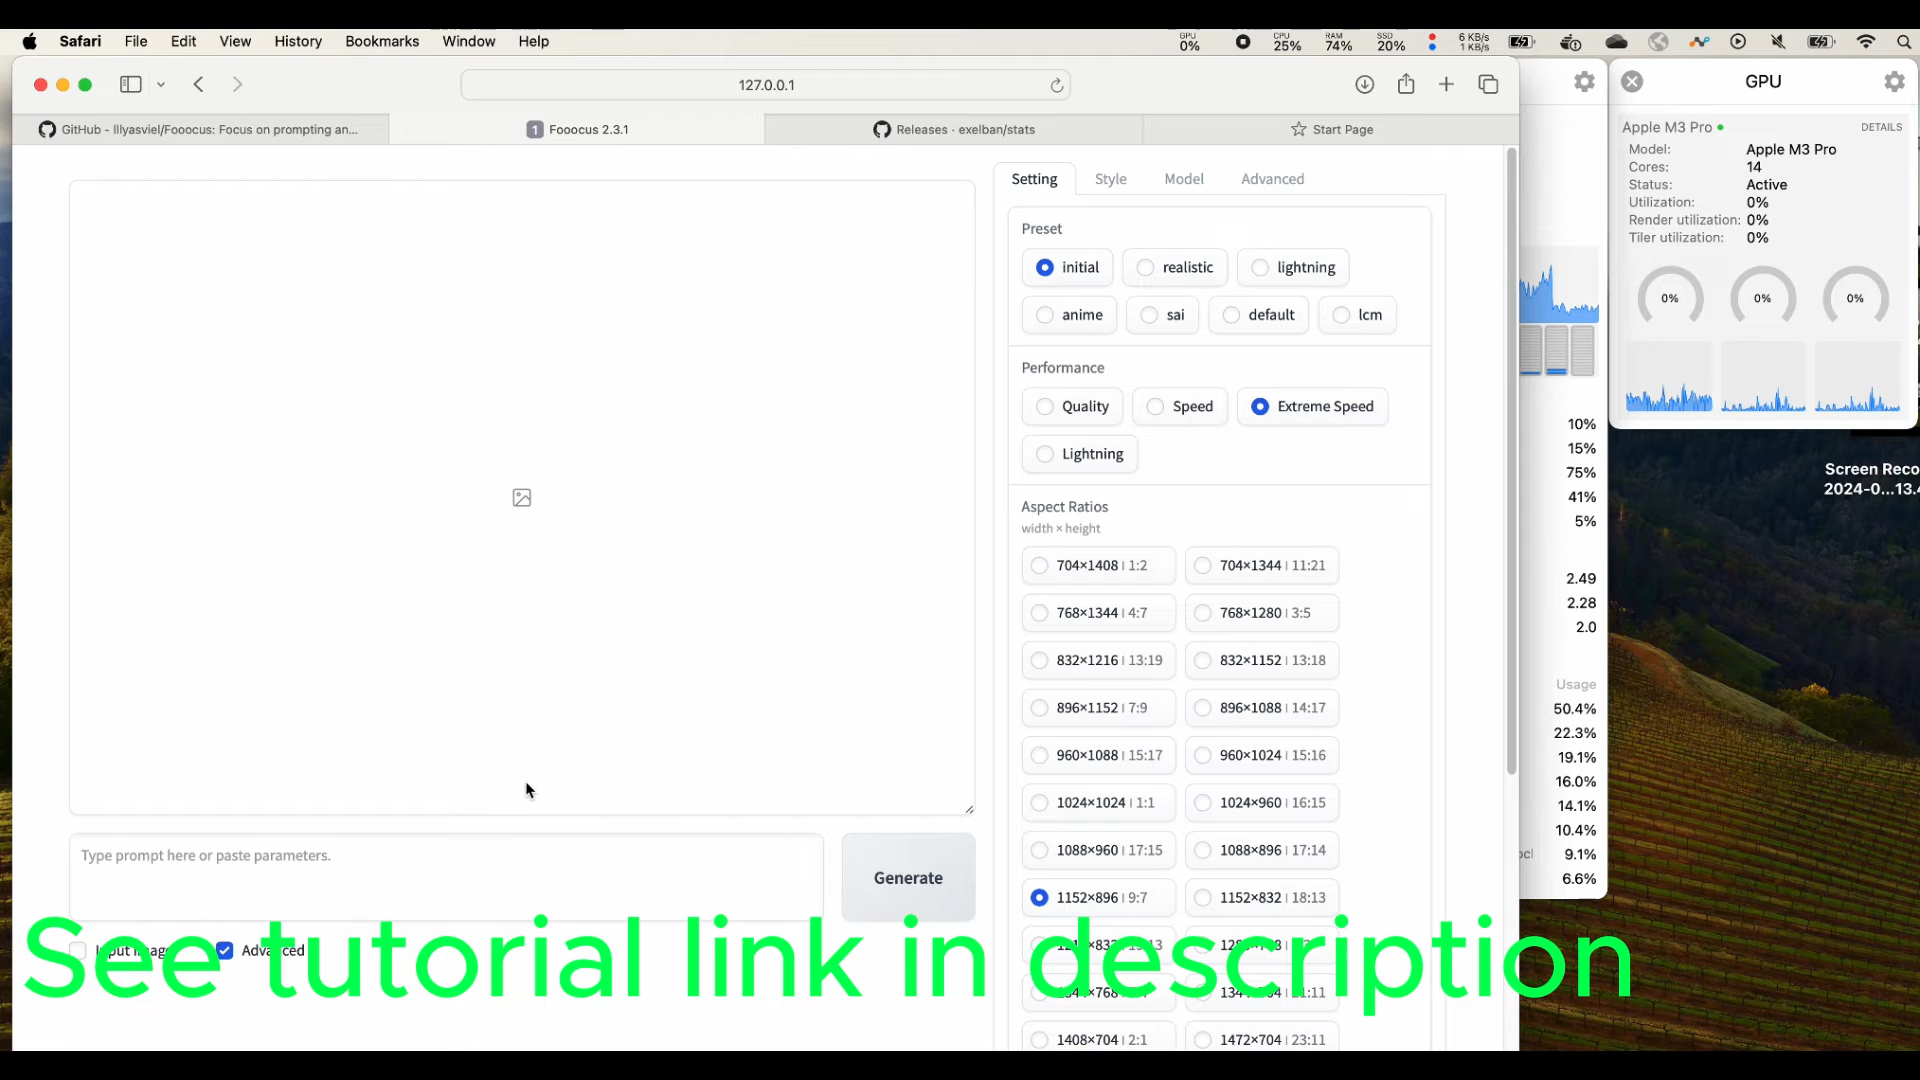 Safari File Edit View History Bookmarks Window Help
GPU 0% CPU 25% RAM 74% SSD 20% 6 KB/s 1 KB/s
127.0.0.1
GitHub - lllyasviel/Fooocus: Focus on prompting an...
1 Fooocus 2.3.1
Releases · exelban/stats
Start Page
Setting Style Model Advanced
Preset
initial realistic lightning
anime sai default lcm
Performance
Quality Speed Extreme Speed
Lightning
Aspect Ratios
width × height
704×1408 | 1:2 704×1344 | 11:21
768×1344 | 4:7 768×1280 | 3:5
832×1216 | 13:19 832×1152 | 13:18
896×1152 | 7:9 896×1088 | 14:17
960×1088 | 15:17 960×1024 | 15:16
1024×1024 | 1:1 1024×960 | 16:15
1088×960 | 17:15 1088×896 | 17:14
1152×896 | 9:7 1152×832 | 18:13
1408×704 | 2:1 1472×704 | 23:11
Type prompt here or paste parameters.
Generate
Input Image Advanced
See tutorial link in description
10%
15%
75%
41%
5%
2.49
2.28
2.0
Usage
50.4%
22.3%
19.1%
16.0%
14.1%
10.4%
9.1%
6.6%
GPU
Apple M3 Pro DETAILS
Model: Apple M3 Pro
Cores: 14
Status: Active
Utilization: 0%
Render utilization: 0%
Tiler utilization: 0%
0% 0% 0%
Screen Reco
2024-0...13.4